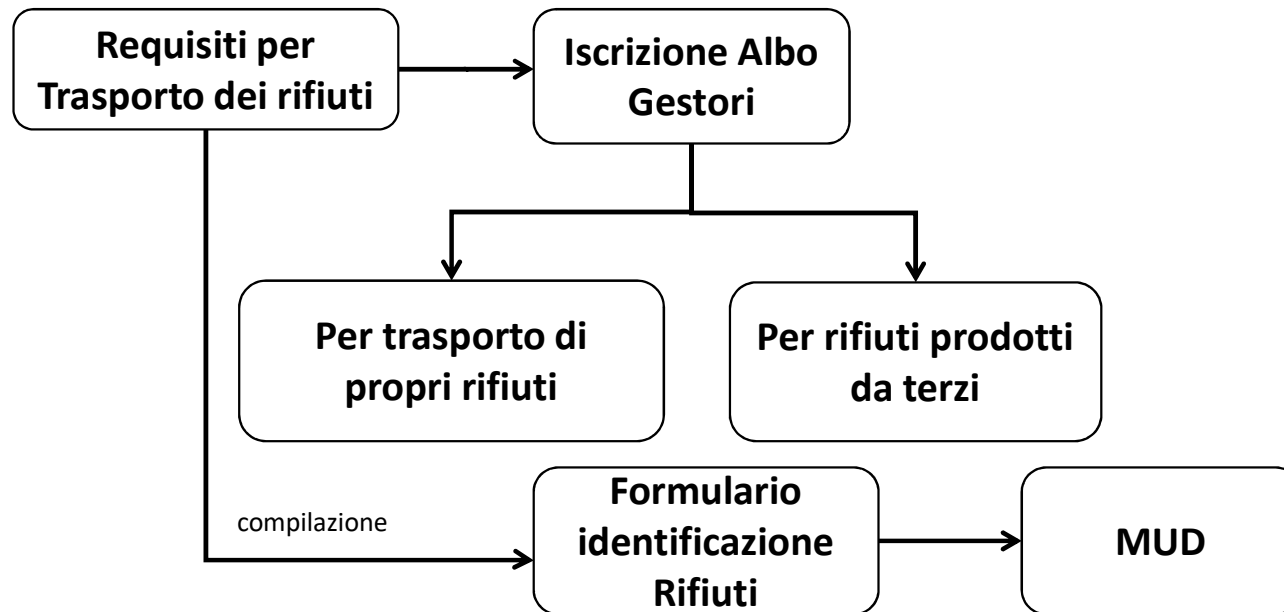 Requisiti per
Trasporto dei rifiuti
Iscrizione Albo
Gestori
Per trasporto di
propri rifiuti
Per rifiuti prodotti
da terzi
compilazione
Formulario
identificazione
Rifiuti
MUD